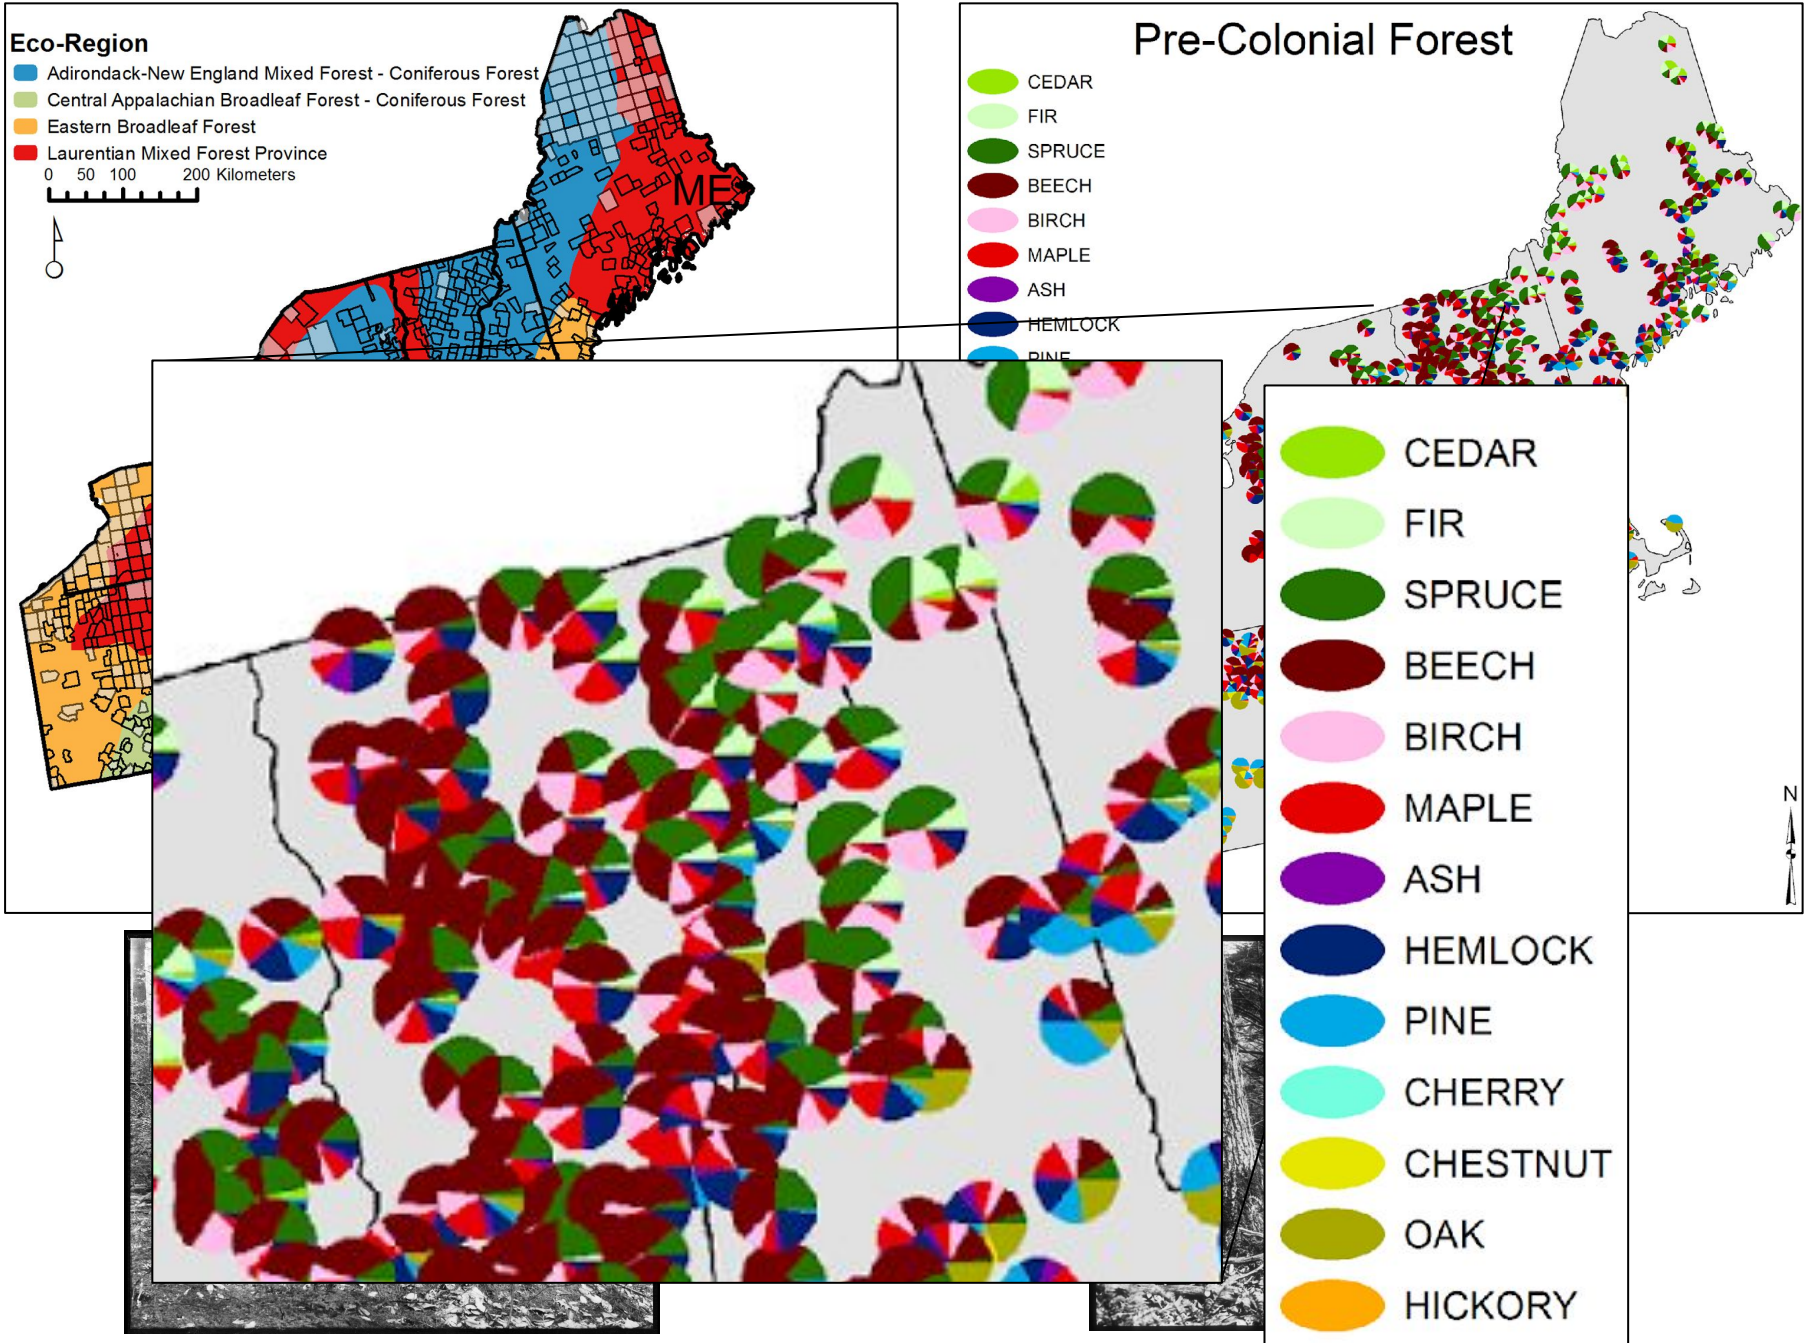 Eco-Region
Adirondack-New England Mixed Forest - Coniferous Forest
Central Appalachian Broadleaf Forest - Coniferous Forest
Eastern Broadleaf Forest
Laurentian Mixed Forest Province
0 50 100 200 Kilometers
ME
Pre-Colonial Forest
CEDAR
FIR
SPRUCE
BEECH
BIRCH
MAPLE
ASH
HEMLOCK
PINE
N
CEDAR
FIR
SPRUCE
BEECH
BIRCH
MAPLE
ASH
HEMLOCK
PINE
CHERRY
CHESTNUT
OAK
HICKORY